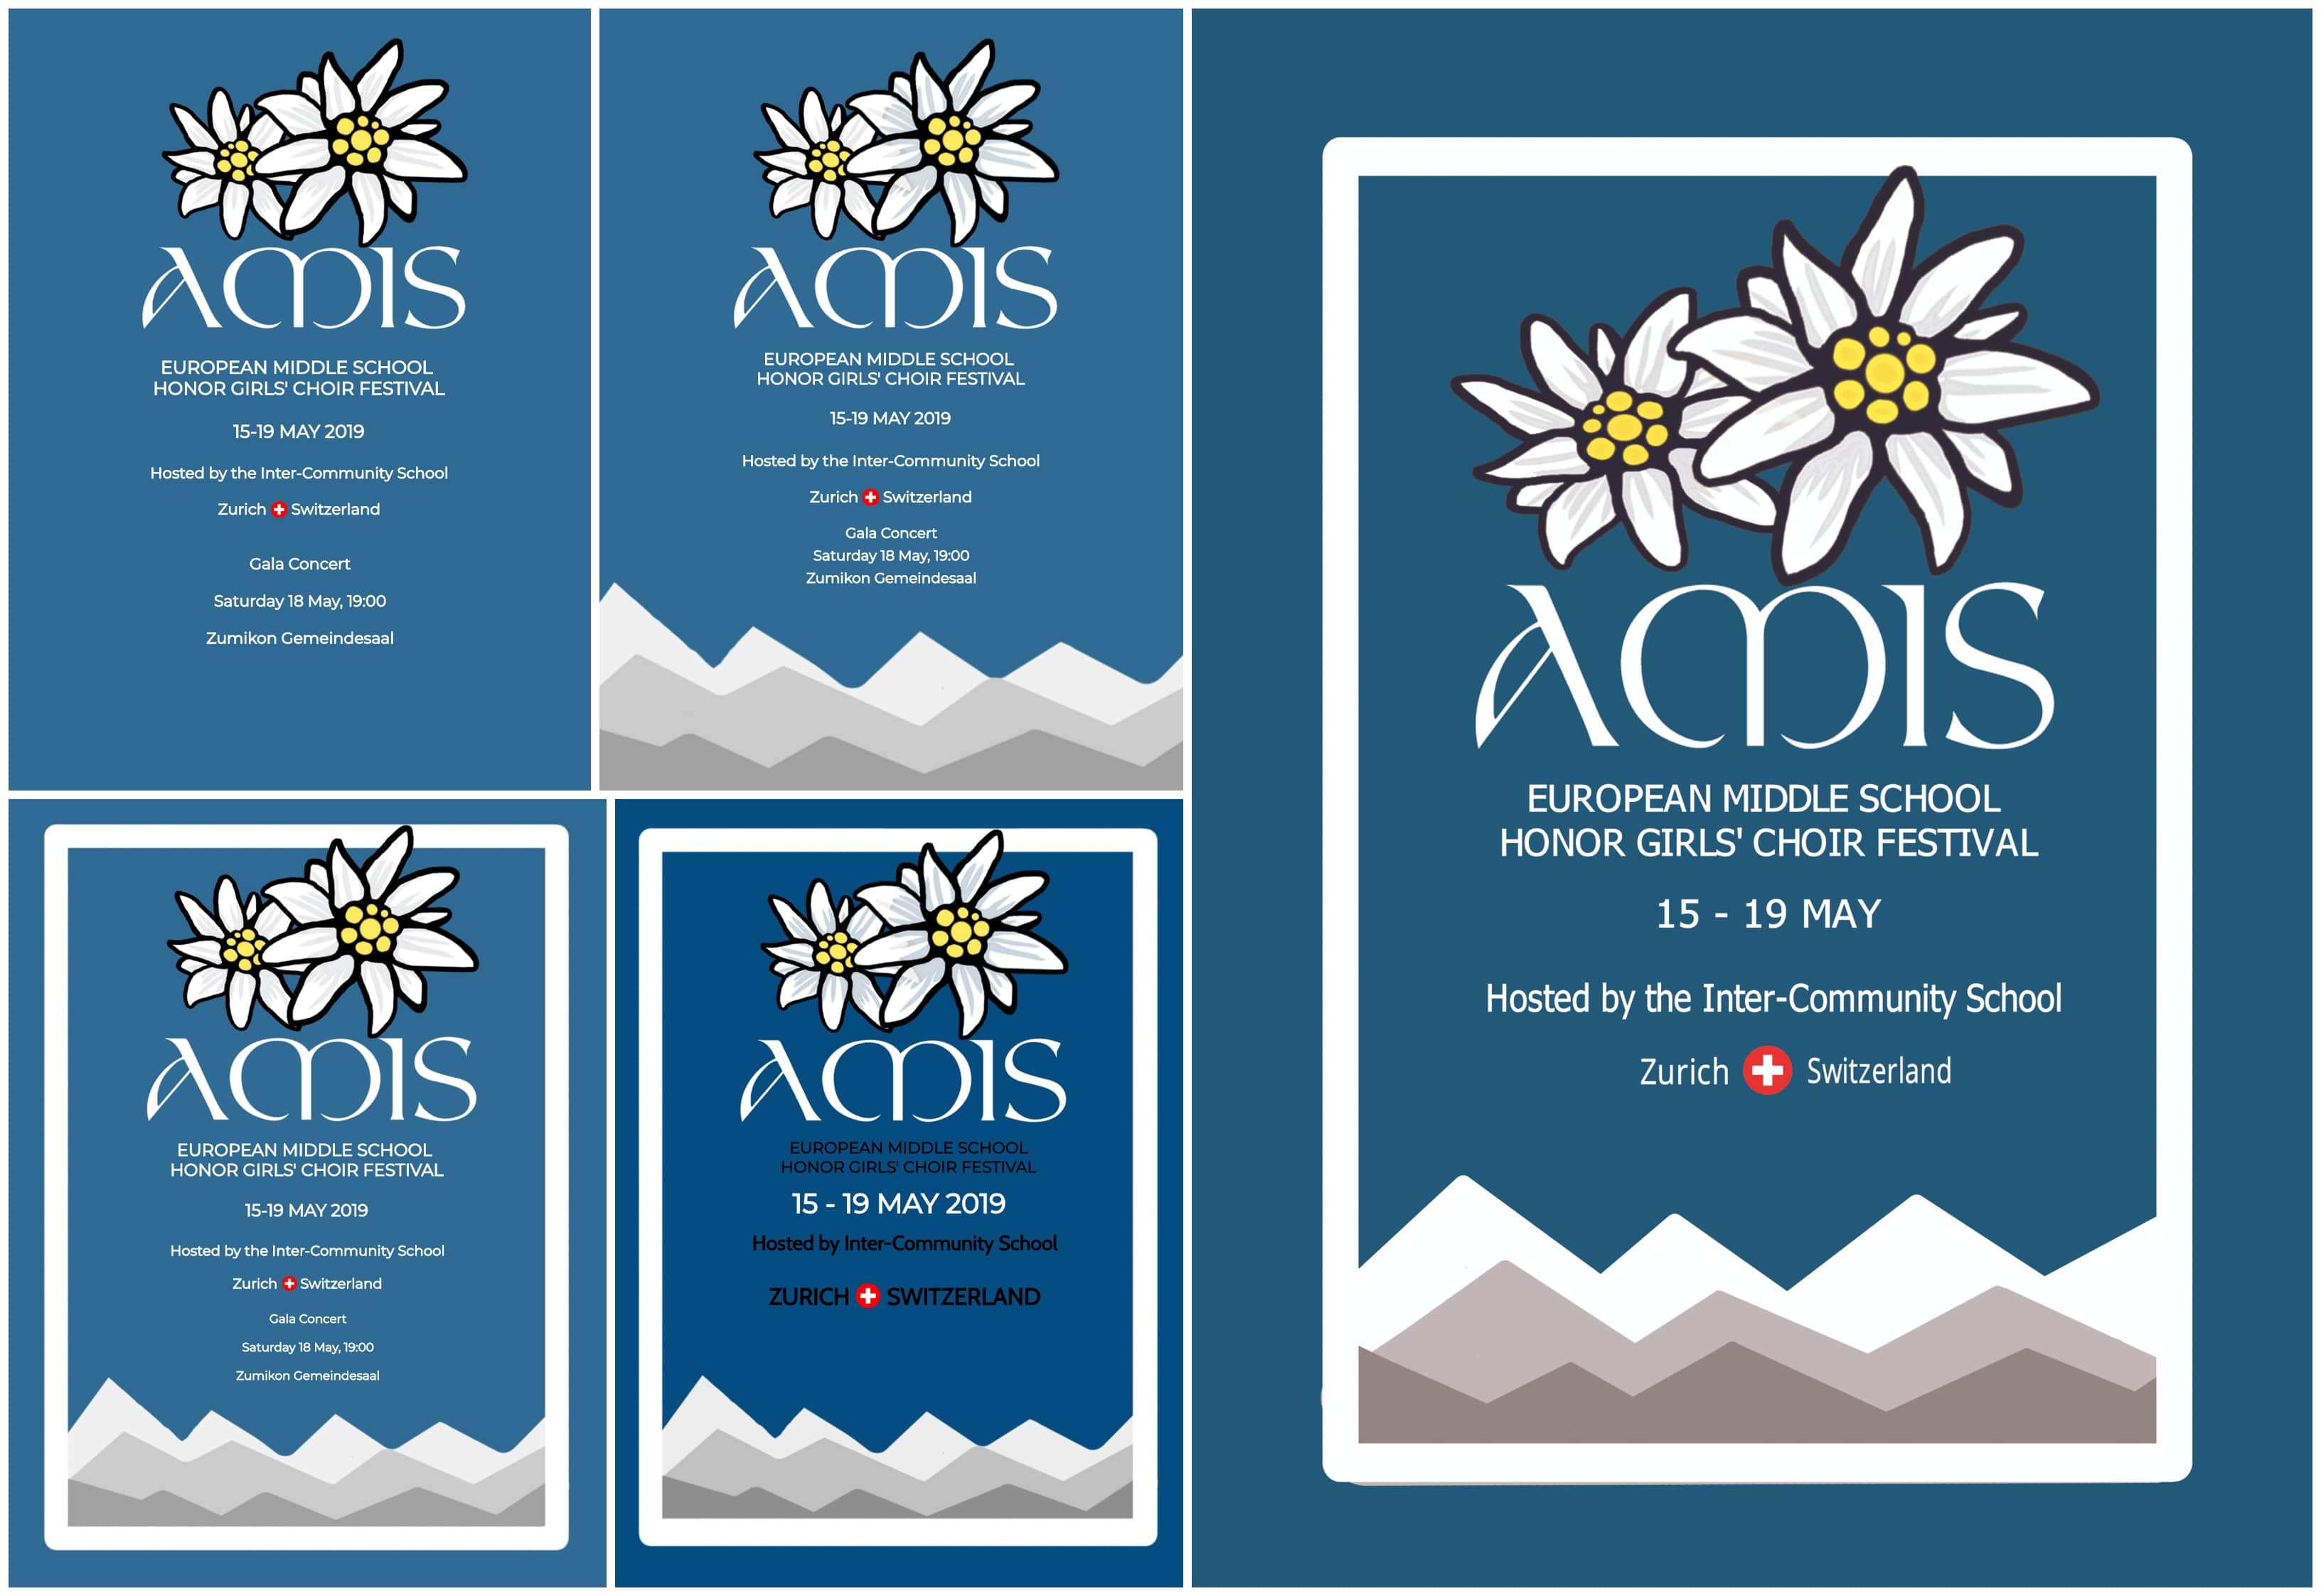 AMIS
EUROPEAN MIDDLE SCHOOL
HONOR GIRLS' CHOIR FESTIVAL
15-19 MAY 2019
Hosted by the Inter-Community School
Zurich Switzerland
Gala Concert
Saturday 18 May, 19:00
Zumikon Gemeindesaal
AMIS
EUROPEAN MIDDLE SCHOOL
HONOR GIRLS' CHOIR FESTIVAL
15-19 MAY 2019
Hosted by the Inter-Community School
Zurich Switzerland
Gala Concert
Saturday 18 May, 19:00
Zumikon Gemeindesaal
AMIS
EUROPEAN MIDDLE SCHOOL
HONOR GIRLS' CHOIR FESTIVAL
15-19 MAY 2019
Hosted by the Inter-Community School
Zurich Switzerland
Gala Concert
Saturday 18 May, 19:00
Zumikon Gemeindesaal
AMIS
EUROPEAN MIDDLE SCHOOL
HONOR GIRLS' CHOIR FESTIVAL
15 - 19 MAY 2019
Hosted by Inter-Community School
ZURICH SWITZERLAND
AMIS
EUROPEAN MIDDLE SCHOOL
HONOR GIRLS' CHOIR FESTIVAL
15 - 19 MAY
Hosted by the Inter-Community School
Zurich Switzerland